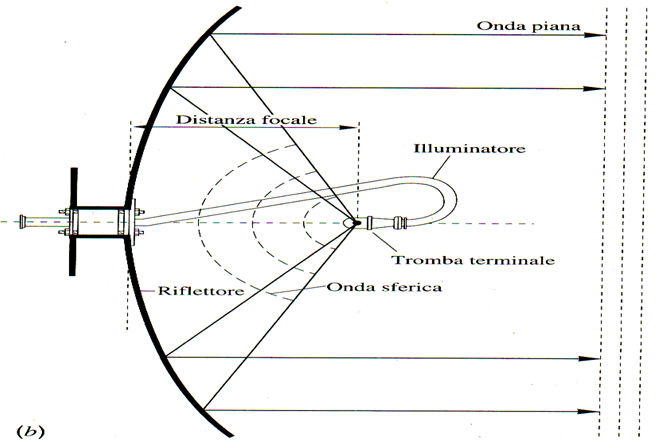 Onda piana
Distanza focale
Illuminatore
Tromba terminale
Riflettore
Onda sferica
(b)